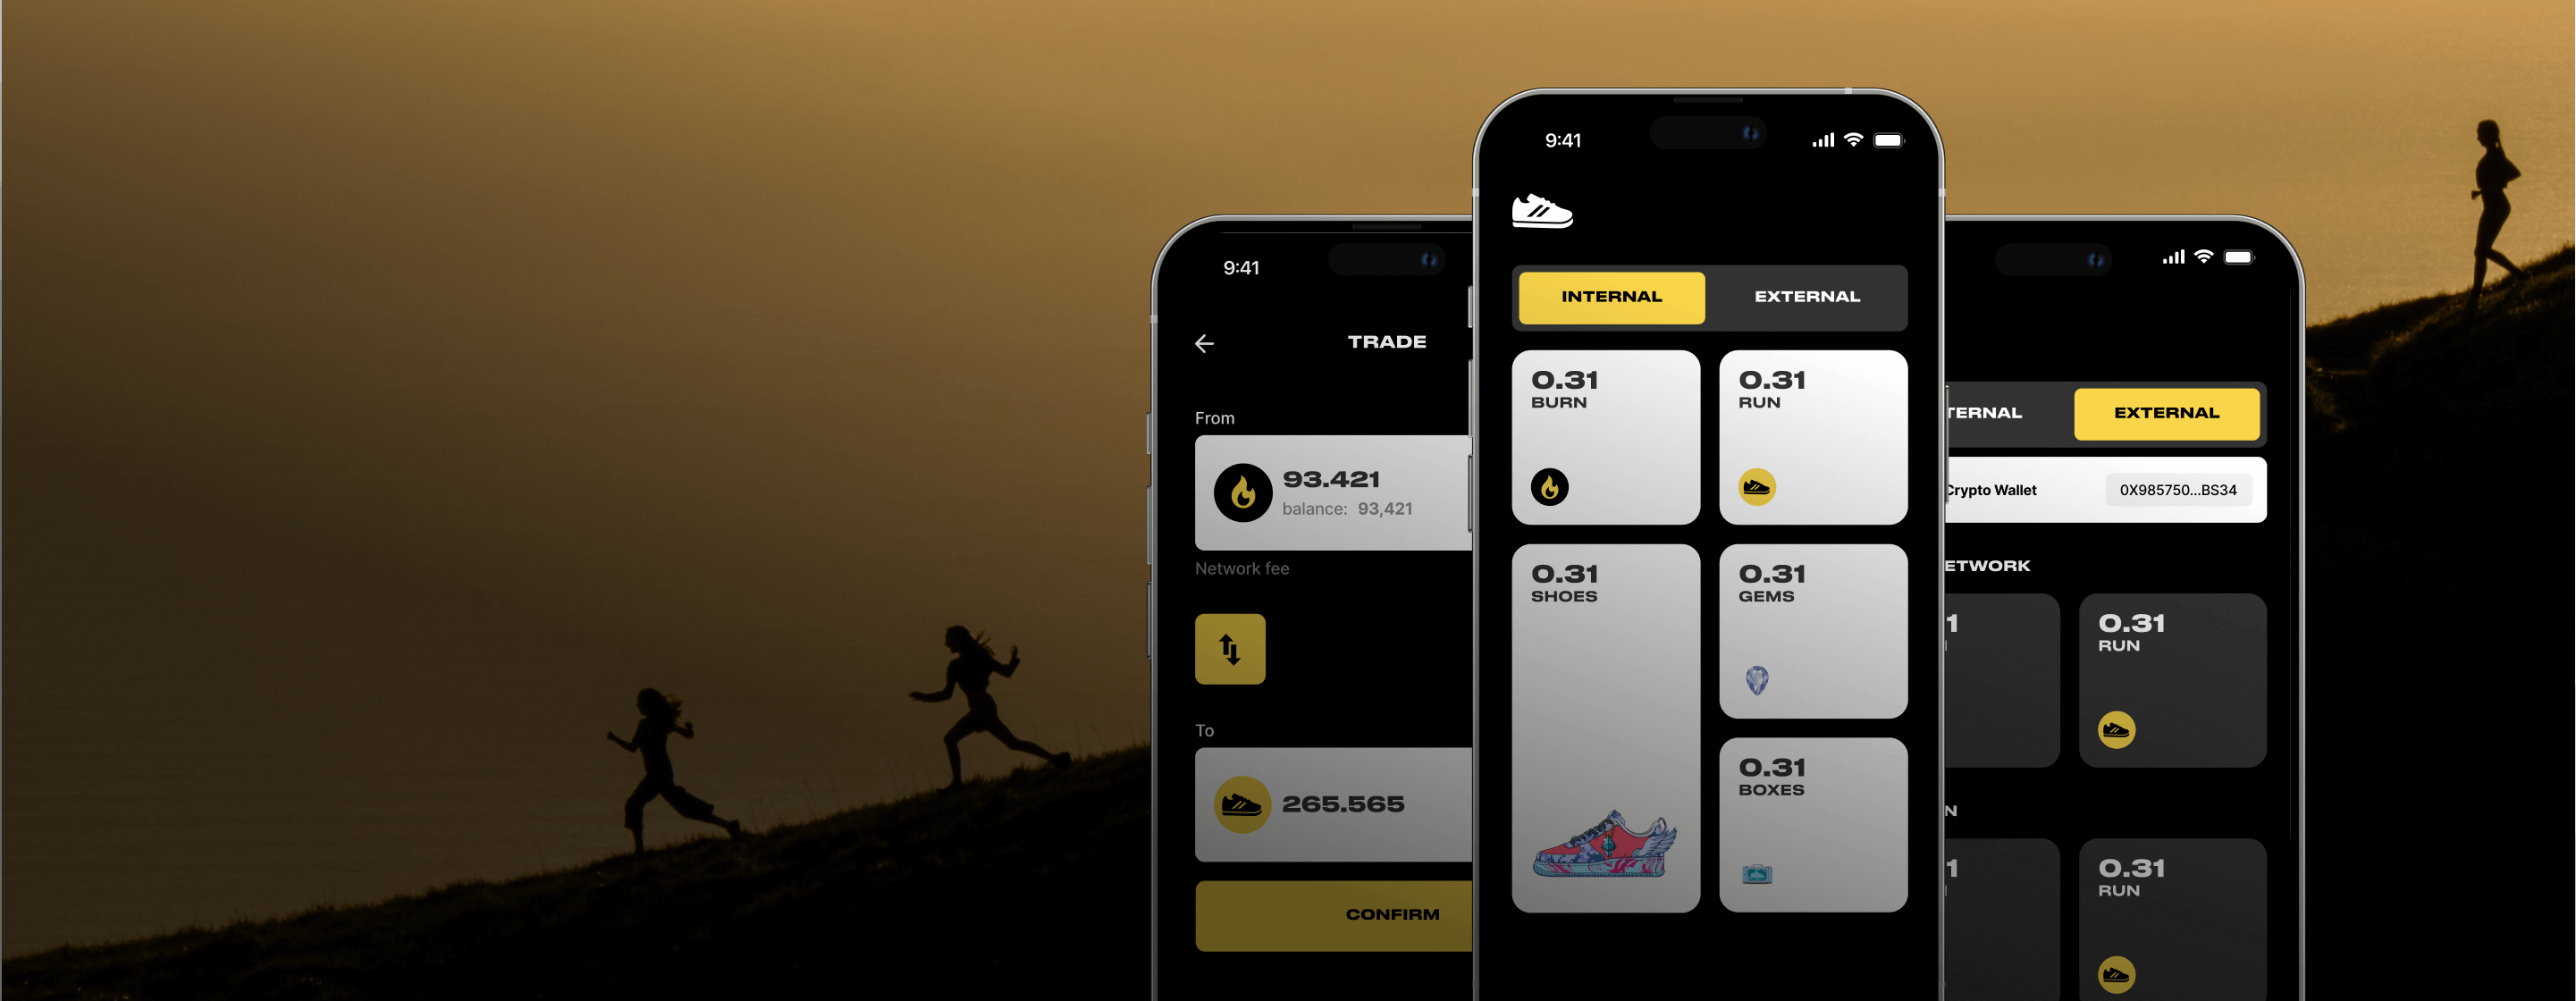 9:41
TRADE
From
93.421
balance: 93,421
Network fee
To
265.565
CONFIRM
9:41
INTERNAL EXTERNAL
0.31
BURN
0.31
RUN
0.31
SHOES
0.31
GEMS
0.31
BOXES
TERNAL EXTERNAL
Crypto Wallet 0X985750...BS34
ETWORK
1
0.31
RUN
N
1
0.31
RUN